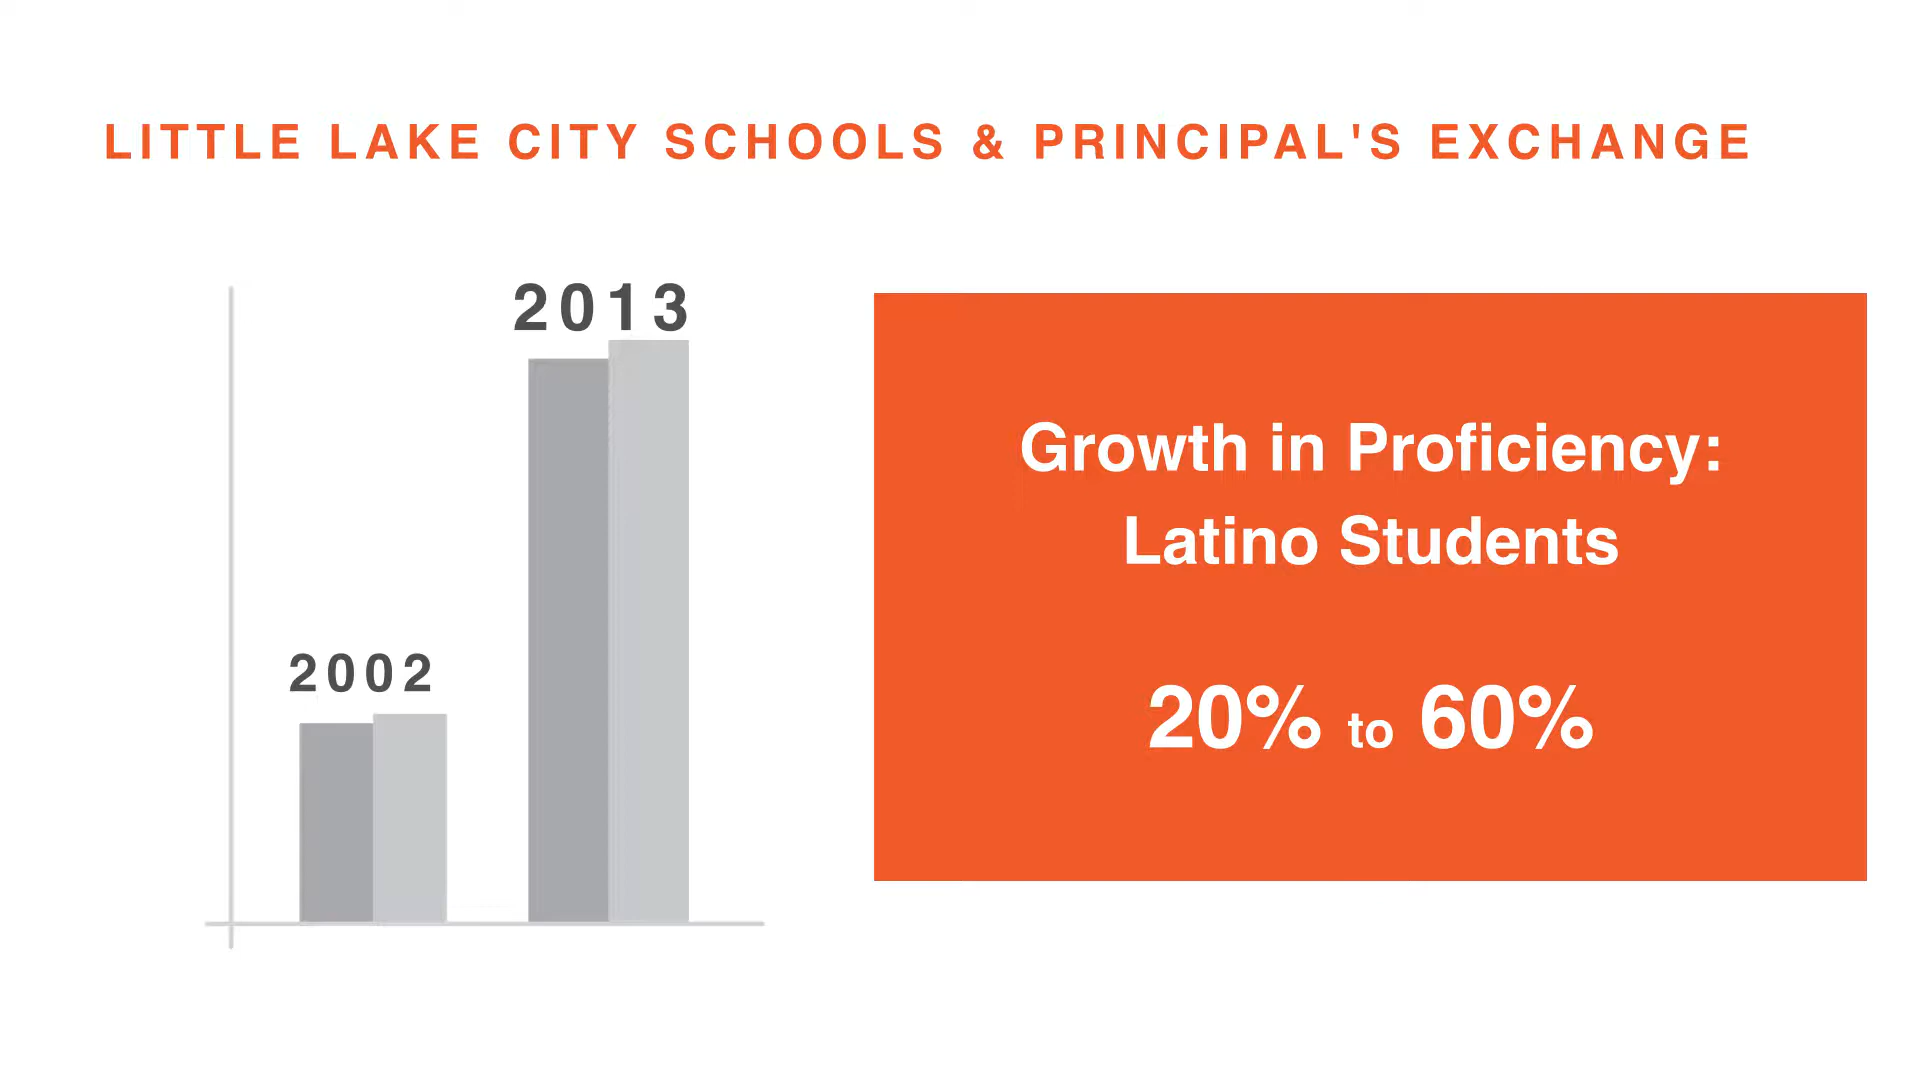 LITTLE LAKE CITY SCHOOLS & PRINCIPAL'S EXCHANGE
2013
2002
Growth in Proficiency:
Latino Students
20% to 60%